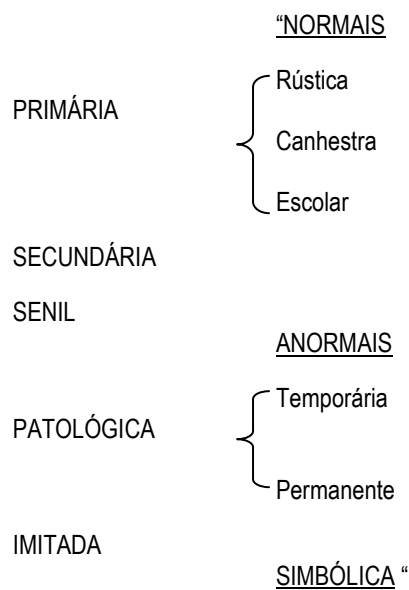 “NORMAIS
Rústica
PRIMÁRIA
Canhestra
Escolar
SECUNDÁRIA
SENIL
ANORMAIS
Temporária
PATOLÓGICA
Permanente
IMITADA
SIMBÓLICA “